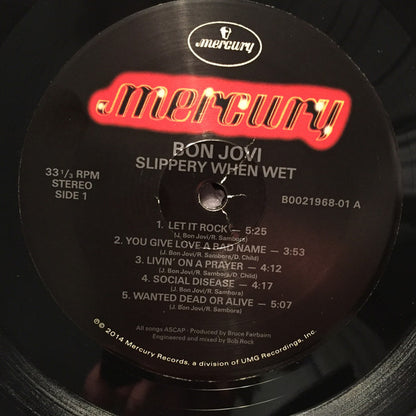 mercury
mercury
BON JOVI
SLIPPERY WHEN WET
33 1/3 RPM
STEREO
SIDE 1
B0021968-01 A
1. LET IT ROCK — 5:25
(J. Bon Jovi/R. Sambora)
2. YOU GIVE LOVE A BAD NAME — 3:53
(J. Bon Jovi/R. Sambora/D. Child)
3. LIVIN' ON A PRAYER — 4:12
(J. Bon Jovi/R. Sambora/D. Child)
4. SOCIAL DISEASE — 4:17
(J. Bon Jovi/R. Sambora)
5. WANTED DEAD OR ALIVE — 5:07
(J. Bon Jovi/R. Sambora)
All songs ASCAP · Produced by Bruce Fairbairn
Engineered and mixed by Bob Rock
℗© 2014 Mercury Records, a division of UMG Recordings, Inc.